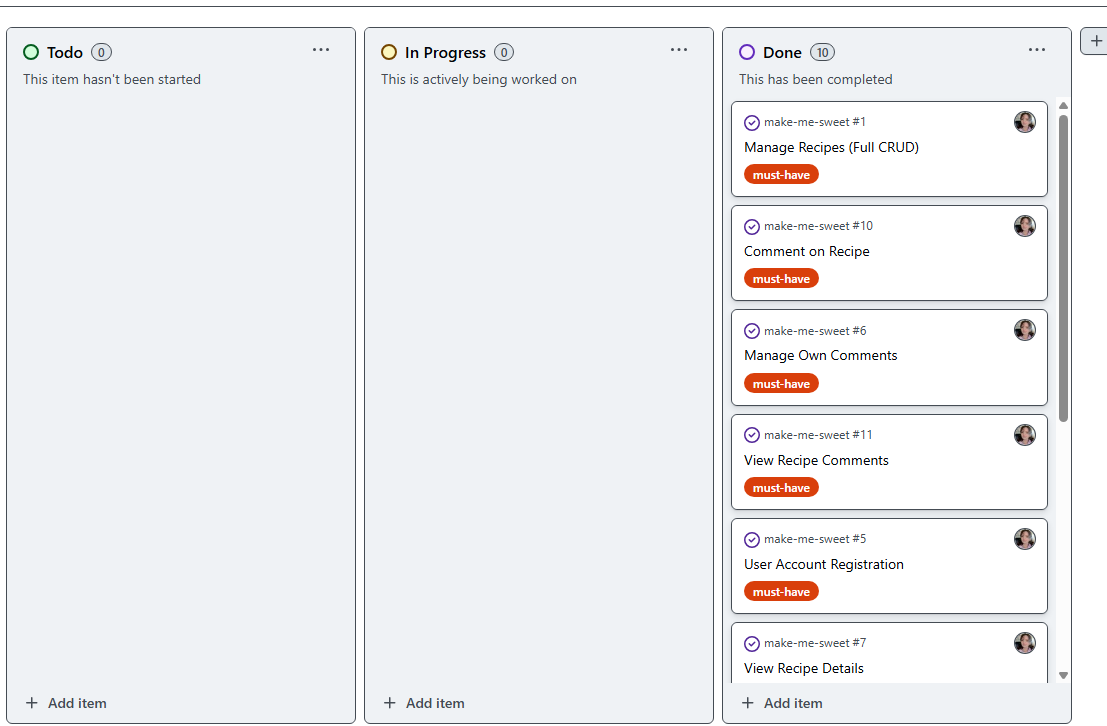 Todo 0
This item hasn't been started
+ Add item
In Progress 0
This is actively being worked on
+ Add item
Done 10
This has been completed
make-me-sweet #1
Manage Recipes (Full CRUD)
must-have
make-me-sweet #10
Comment on Recipe
must-have
make-me-sweet #6
Manage Own Comments
must-have
make-me-sweet #11
View Recipe Comments
must-have
make-me-sweet #5
User Account Registration
must-have
make-me-sweet #7
View Recipe Details
+ Add item
+